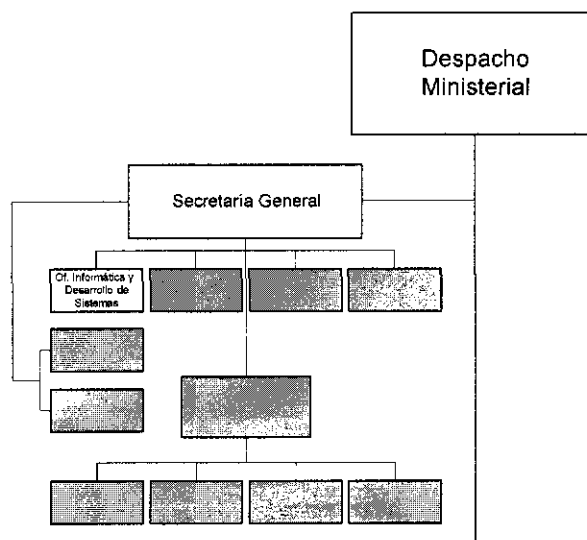 Despacho
Ministerial
Secretaría General
Of. Informática y
Desarrollo de
Sistemas